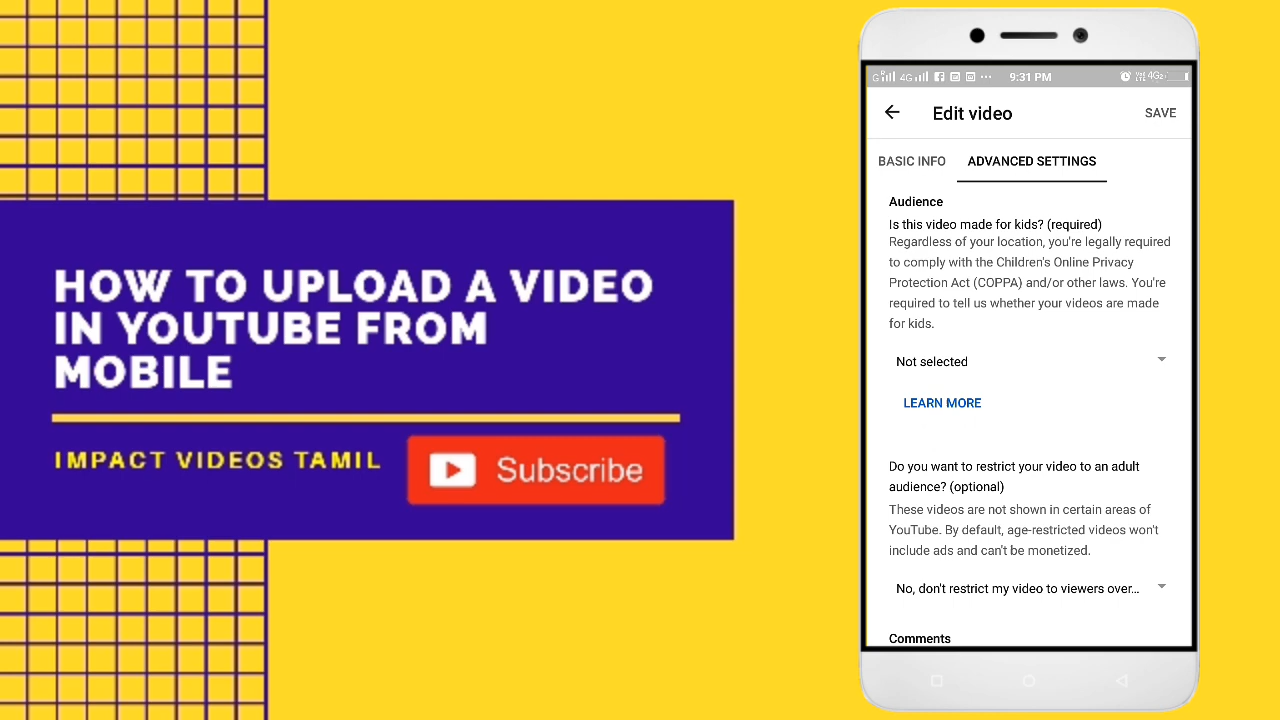 HOW TO UPLOAD A VIDEO
IN YOUTUBE FROM
MOBILE
IMPACT VIDEOS TAMIL
Subscribe
4G 9:31 PM 4G
Edit video
SAVE
BASIC INFO
ADVANCED SETTINGS
Audience
Is this video made for kids? (required)
Regardless of your location, you're legally required
to comply with the Children's Online Privacy
Protection Act (COPPA) and/or other laws. You're
required to tell us whether your videos are made
for kids.
Not selected
LEARN MORE
Do you want to restrict your video to an adult
audience? (optional)
These videos are not shown in certain areas of
YouTube. By default, age-restricted videos won't
include ads and can't be monetized.
No, don't restrict my video to viewers over...
Comments